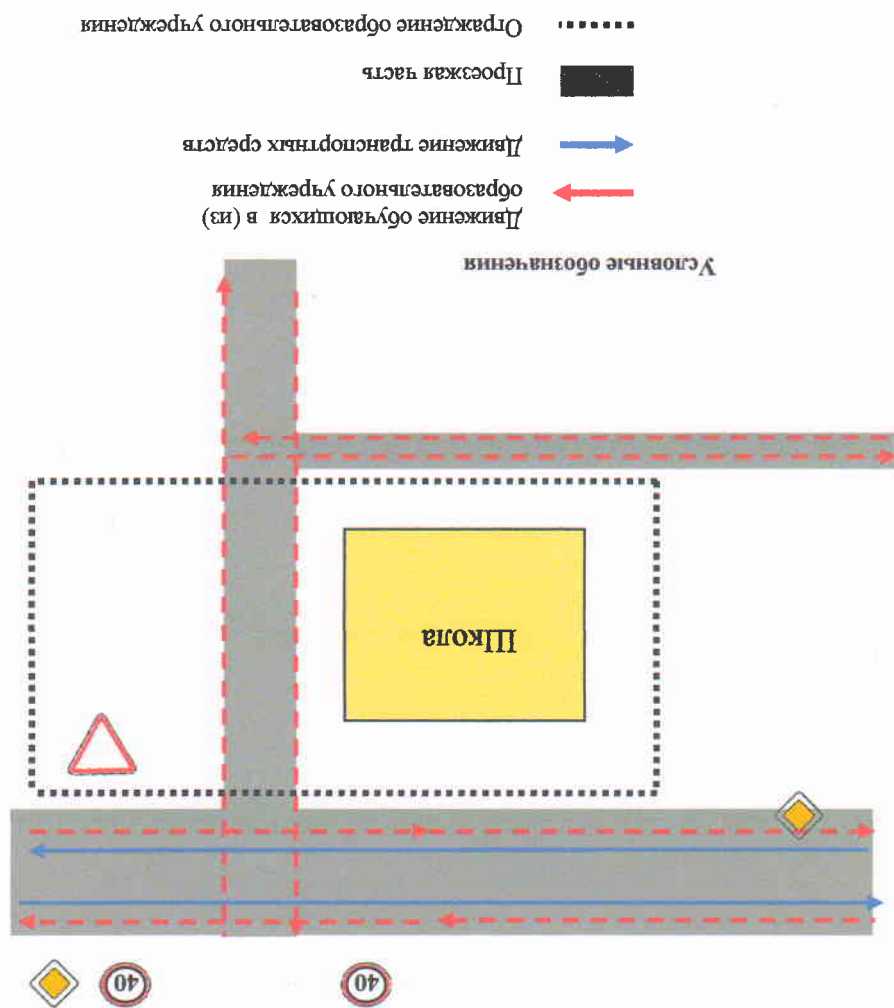 40
40
Школа
Условные обозначения
Движение обучающихся в (из)
образовательного учреждения
Движение транспортных средств
Проезжая часть
Ограждение образовательного учреждения